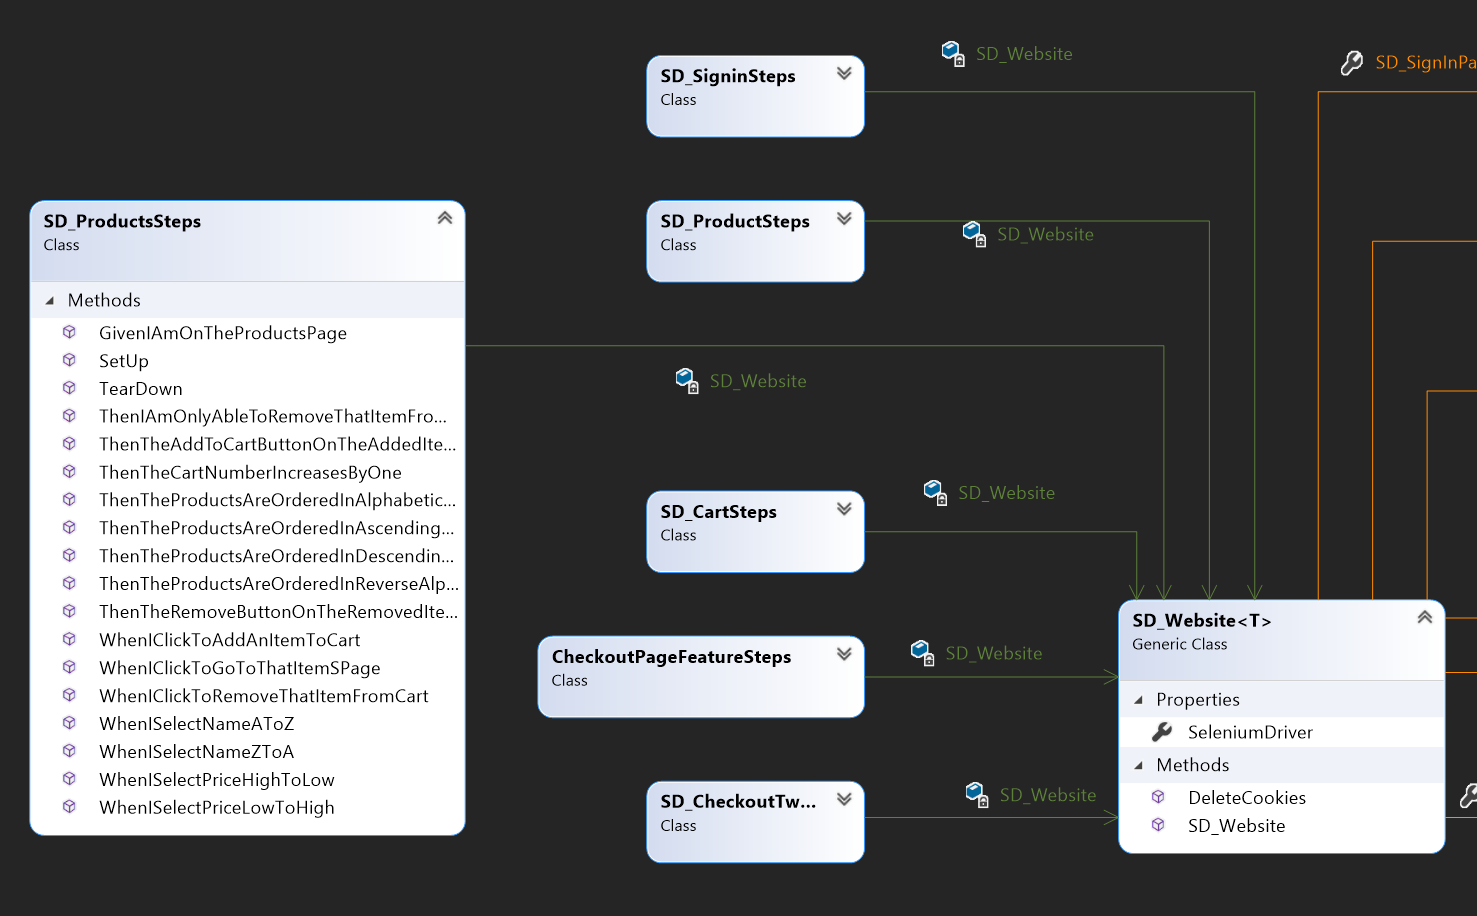 SD_SigninSteps
Class
SD_Website
SD_SignInPa
SD_ProductsSteps
Class
Methods
GivenIAmOnTheProductsPage
SetUp
TearDown
ThenIAmOnlyAbleToRemoveThatItemFro...
ThenTheAddToCartButtonOnTheAddedIte...
ThenTheCartNumberIncreasesByOne
ThenTheProductsAreOrderedInAlphabetic...
ThenTheProductsAreOrderedInAscending...
ThenTheProductsAreOrderedInDescendin...
ThenTheProductsAreOrderedInReverseAlp...
ThenTheRemoveButtonOnTheRemovedIte...
WhenIClickToAddAnItemToCart
WhenIClickToGoToThatItemSPage
WhenIClickToRemoveThatItemFromCart
WhenISelectNameAToZ
WhenISelectNameZToA
WhenISelectPriceHighToLow
WhenISelectPriceLowToHigh
SD_ProductSteps
Class
SD_Website
SD_Website
SD_CartSteps
Class
SD_Website
CheckoutPageFeatureSteps
Class
SD_Website
SD_CheckoutTw...
Class
SD_Website
SD_Website<T>
Generic Class
Properties
SeleniumDriver
Methods
DeleteCookies
SD_Website